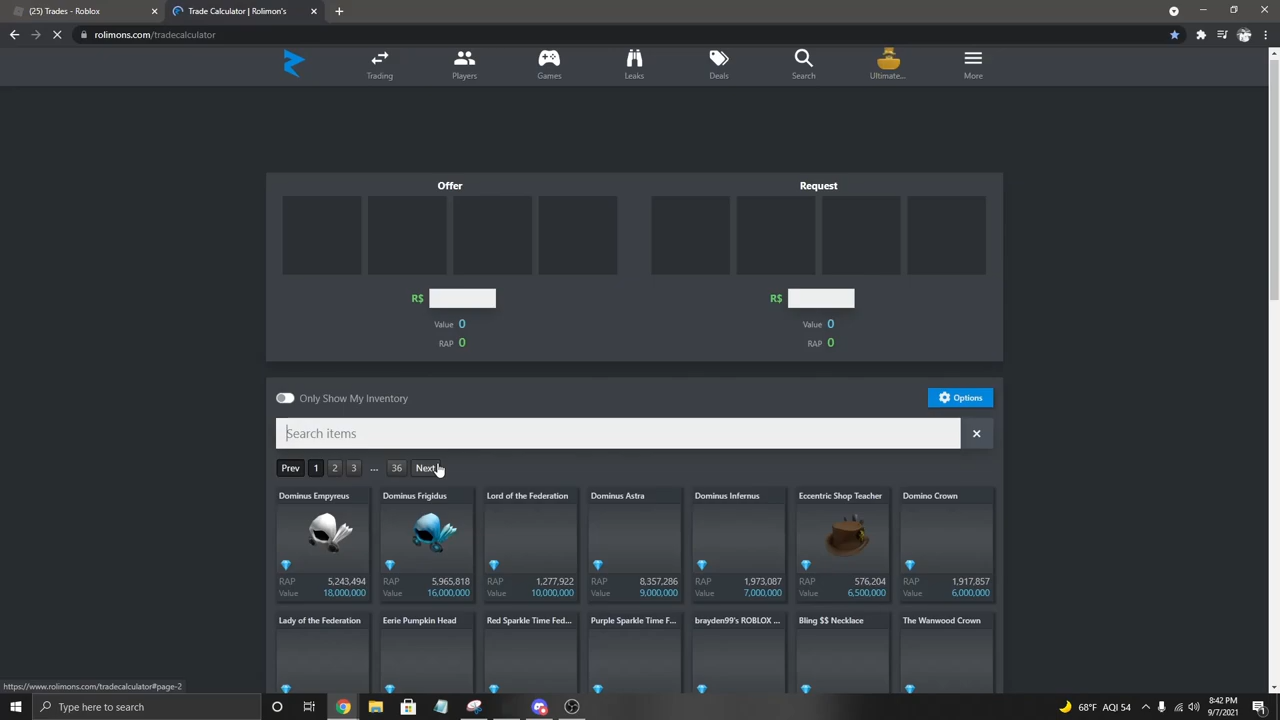 (25) Trades - Roblox
Trade Calculator | Rolimon's
rolimons.com/tradecalculator
Trading
Players
Games
Leaks
Deals
Search
Ultimate...
More
Offer
Request
R$
R$
Value 0
Value 0
RAP 0
RAP 0
Only Show My Inventory
Options
Search items
Prev 1 2 3 ... 36 Next
Dominus Empyreus
Dominus Frigidus
Lord of the Federation
Dominus Astra
Dominus Infernus
Eccentric Shop Teacher
Domino Crown
RAP 5,243,494
RAP 5,965,818
RAP 1,277,922
RAP 8,357,286
RAP 1,973,087
RAP 576,204
RAP 1,917,857
Value 18,000,000
Value 16,000,000
Value 10,000,000
Value 9,000,000
Value 7,000,000
Value 6,500,000
Value 6,000,000
Lady of the Federation
Eerie Pumpkin Head
Red Sparkle Time Fed...
Purple Sparkle Time F...
brayden99's ROBLOX ...
Bling $$ Necklace
The Wanwood Crown
https://www.rolimons.com/tradecalculator#page-2
Type here to search
68°F AQI 54
8:42 PM
9/7/2021
1